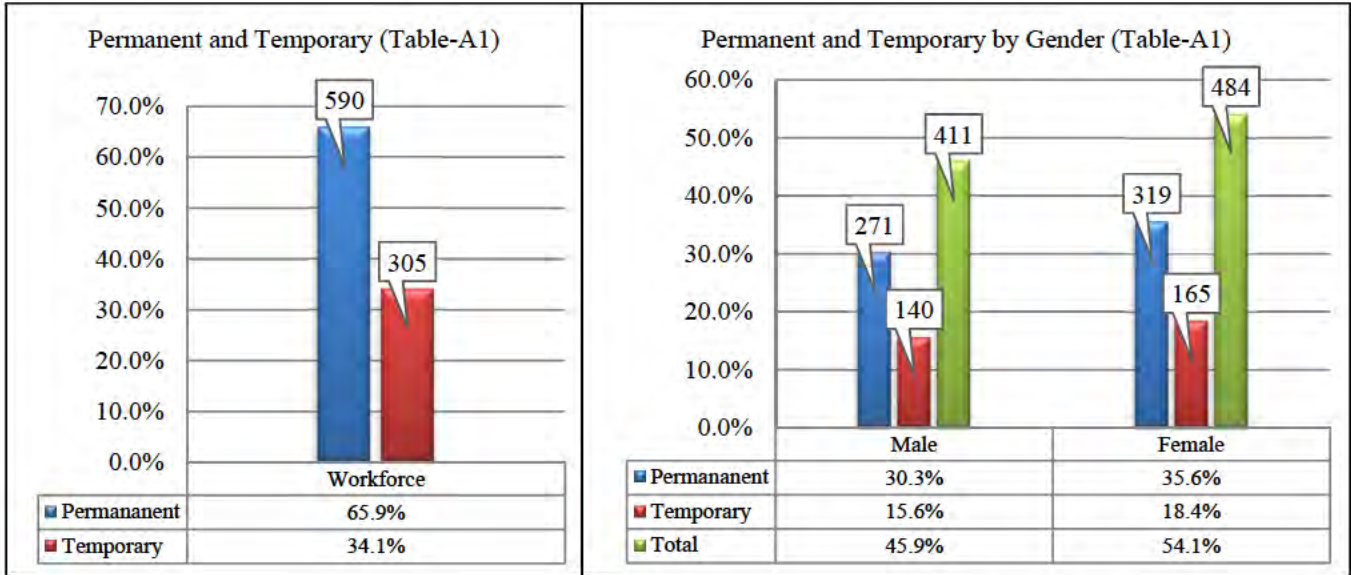 Permanent and Temporary (Table-A1)
70.0%
60.0%
50.0%
40.0%
30.0%
20.0%
10.0%
0.0%
590
305
Workforce
Permananent 65.9%
Temporary 34.1%
Permanent and Temporary by Gender (Table-A1)
60.0%
50.0%
40.0%
30.0%
20.0%
10.0%
0.0%
271
140
411
319
165
484
Male Female
Permananent 30.3% 35.6%
Temporary 15.6% 18.4%
Total 45.9% 54.1%